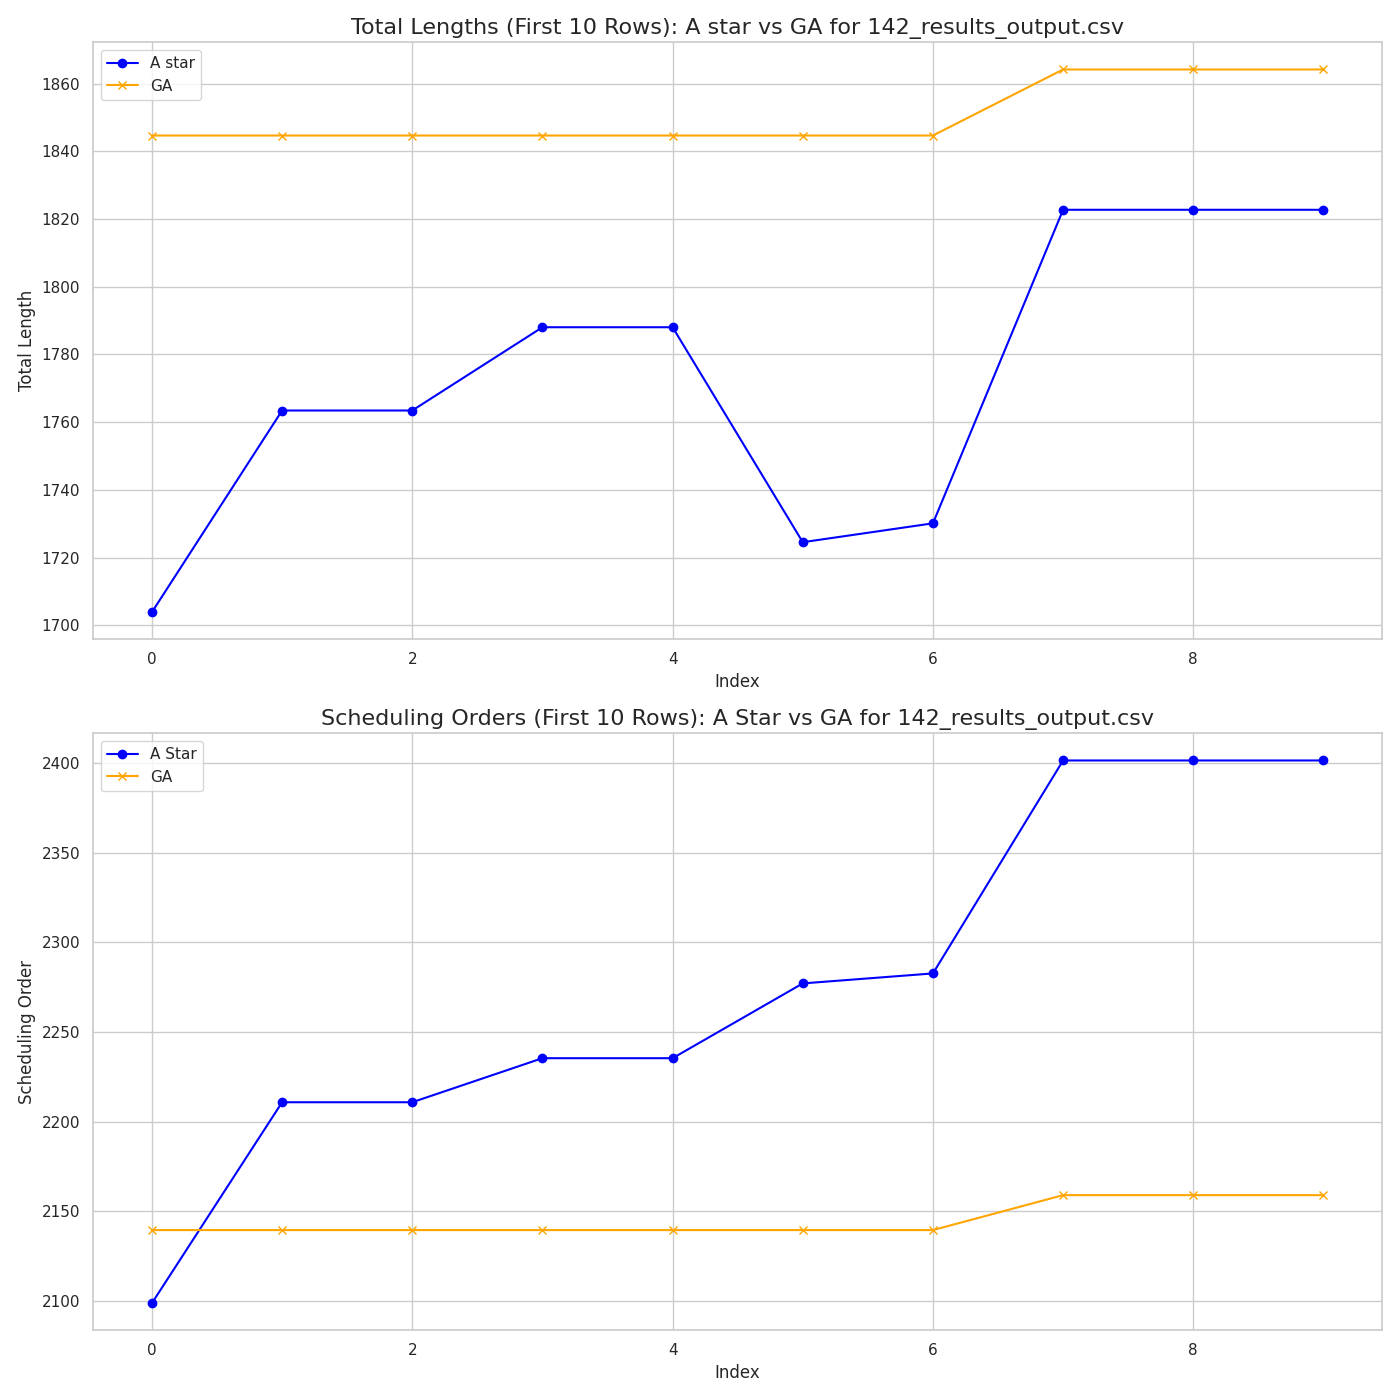 Total Lengths (First 10 Rows): A star vs GA for 142_results_output.csv
A star
GA
1860
1840
1820
1800
1780
1760
1740
1720
1700
Total Length
0 2 4 6 8
Index
Scheduling Orders (First 10 Rows): A Star vs GA for 142_results_output.csv
A Star
GA
2400
2350
2300
2250
2200
2150
2100
Scheduling Order
0 2 4 6 8
Index